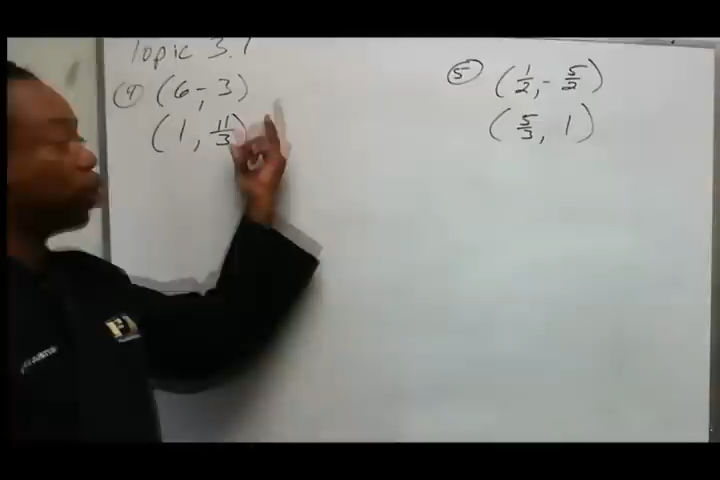 Topic 3.1
④ (6, -3)
(1, 11/3)
⑤ (1/2, -5/2)
(5/3, 1)